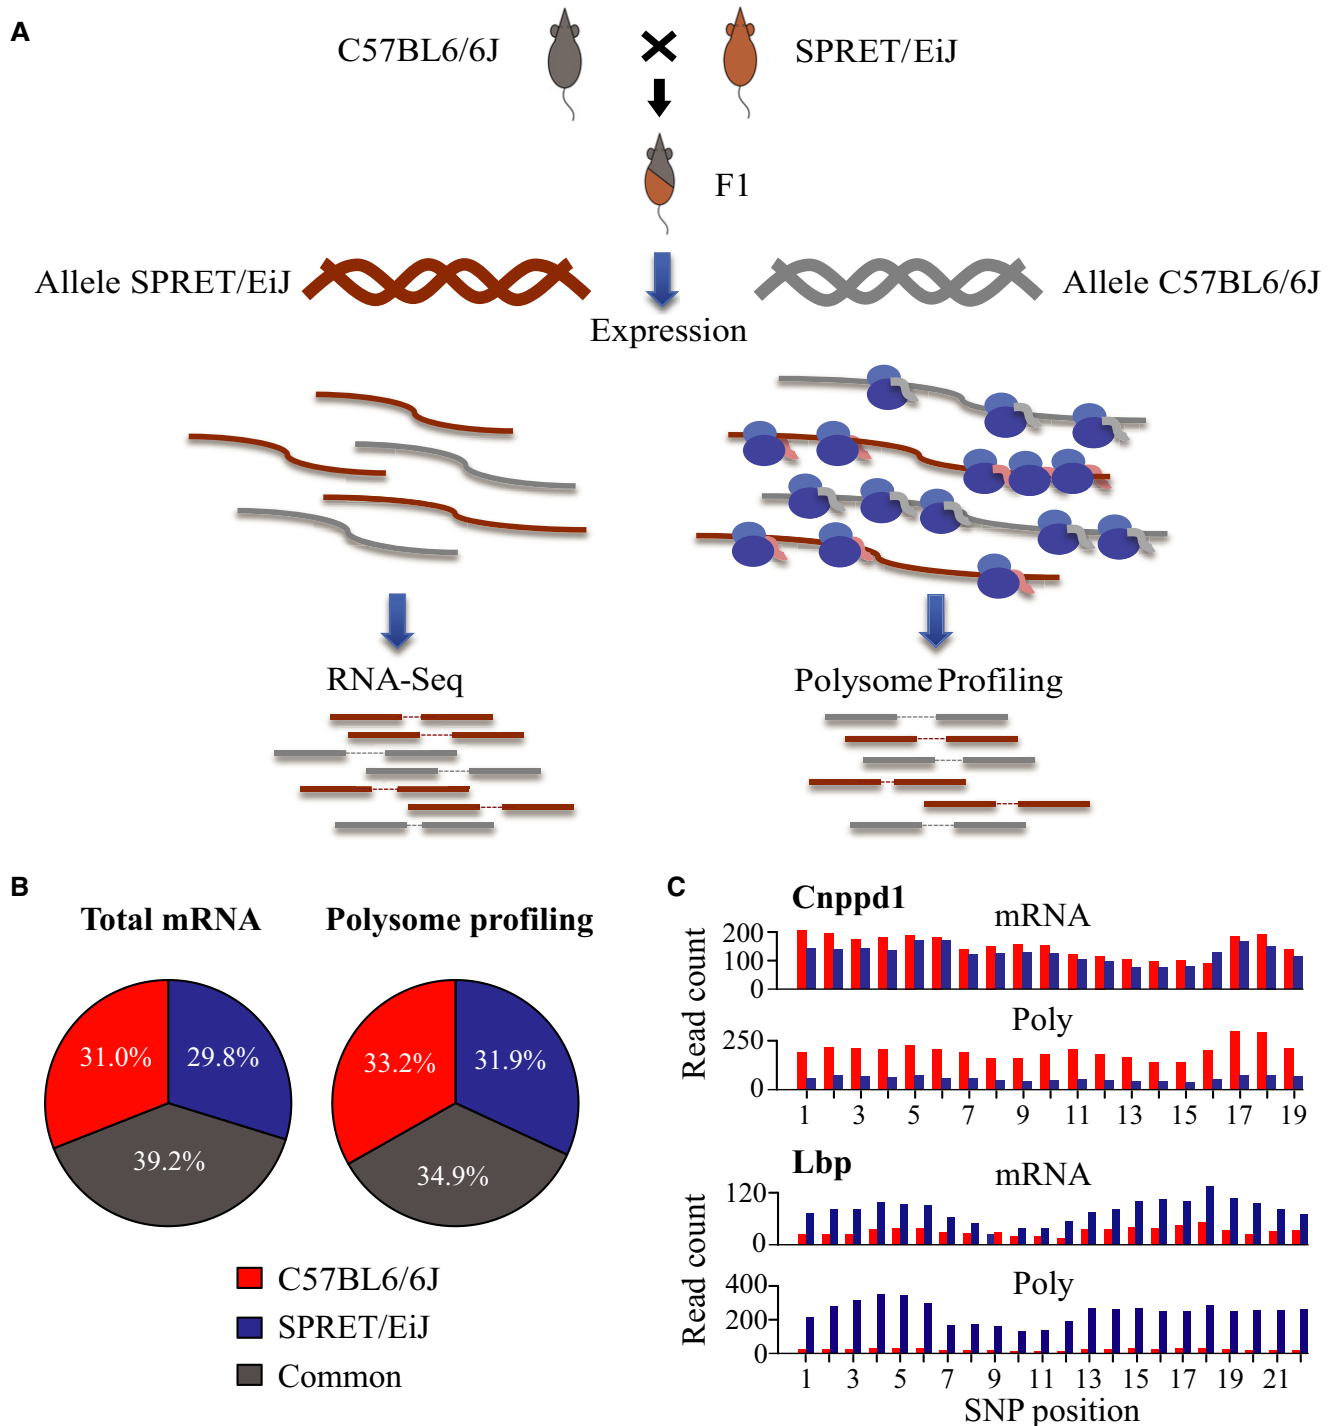 A
C57BL6/6J
SPRET/EiJ
F1
Allele SPRET/EiJ
Allele C57BL6/6J
Expression
RNA-Seq
Polysome Profiling
B
Total mRNA
Polysome profiling
31.0%
29.8%
39.2%
33.2%
31.9%
34.9%
C57BL6/6J
SPRET/EiJ
Common
C
Cnppd1
mRNA
Read count
200
100
0
Poly
250
0
1 3 5 7 9 11 13 15 17 19
Lbp
mRNA
Read count
120
0
Poly
400
200
0
1 3 5 7 9 11 13 15 17 19 21
SNP position